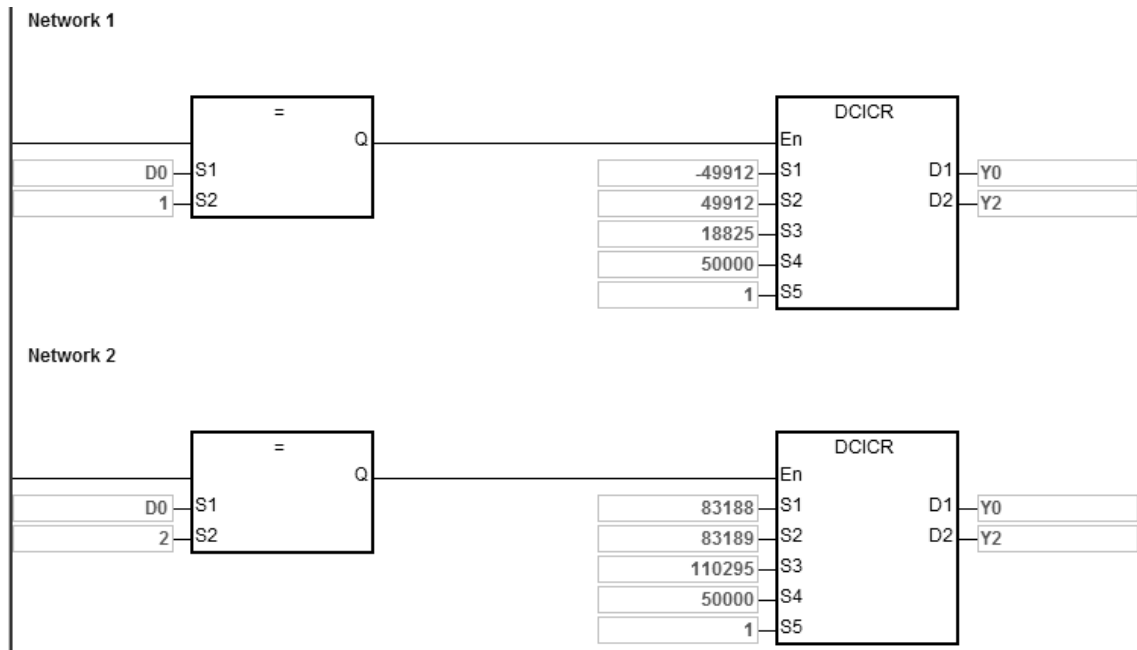 Network 1
=
DCICR
Q
En
D0 S1
-49912 S1 D1 Y0
1 S2
49912 S2 D2 Y2
18825 S3
50000 S4
1 S5
Network 2
=
DCICR
Q
En
D0 S1
83188 S1 D1 Y0
2 S2
83189 S2 D2 Y2
110295 S3
50000 S4
1 S5